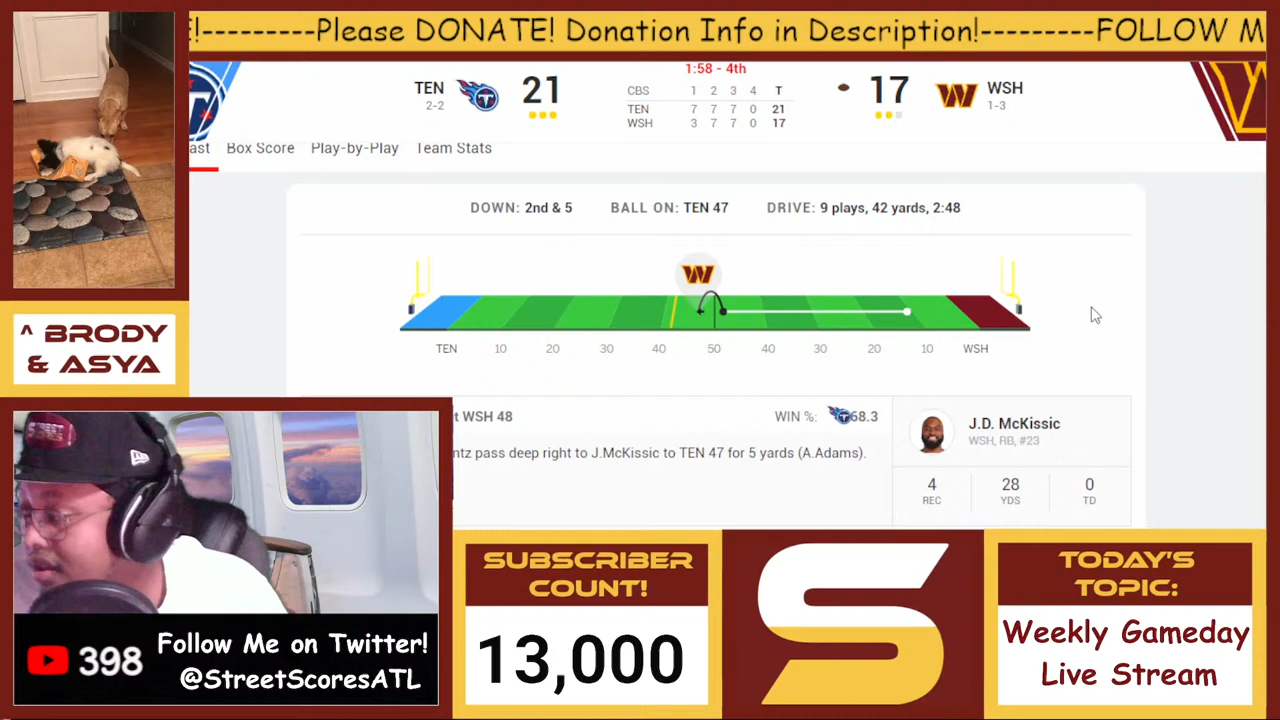 !---------Please DONATE! Donation Info in Description!---------FOLLOW M
TEN
2-2
21
1:58 - 4th
CBS 1 2 3 4 T
TEN 7 7 7 0 21
WSH 3 7 7 0 17
17
WSH
1-3
ast Box Score Play-by-Play Team Stats
DOWN: 2nd & 5 BALL ON: TEN 47 DRIVE: 9 plays, 42 yards, 2:48
W
TEN 10 20 30 40 50 40 30 20 10 WSH
^ BRODY
& ASYA
t WSH 48 WIN %: 68.3
ntz pass deep right to J.McKissic to TEN 47 for 5 yards (A.Adams).
J.D. McKissic
WSH, RB, #23
4 28 0
REC YDS TD
398
Follow Me on Twitter!
@StreetScoresATL
SUBSCRIBER
COUNT!
13,000
S
TODAY'S
TOPIC:
Weekly Gameday
Live Stream